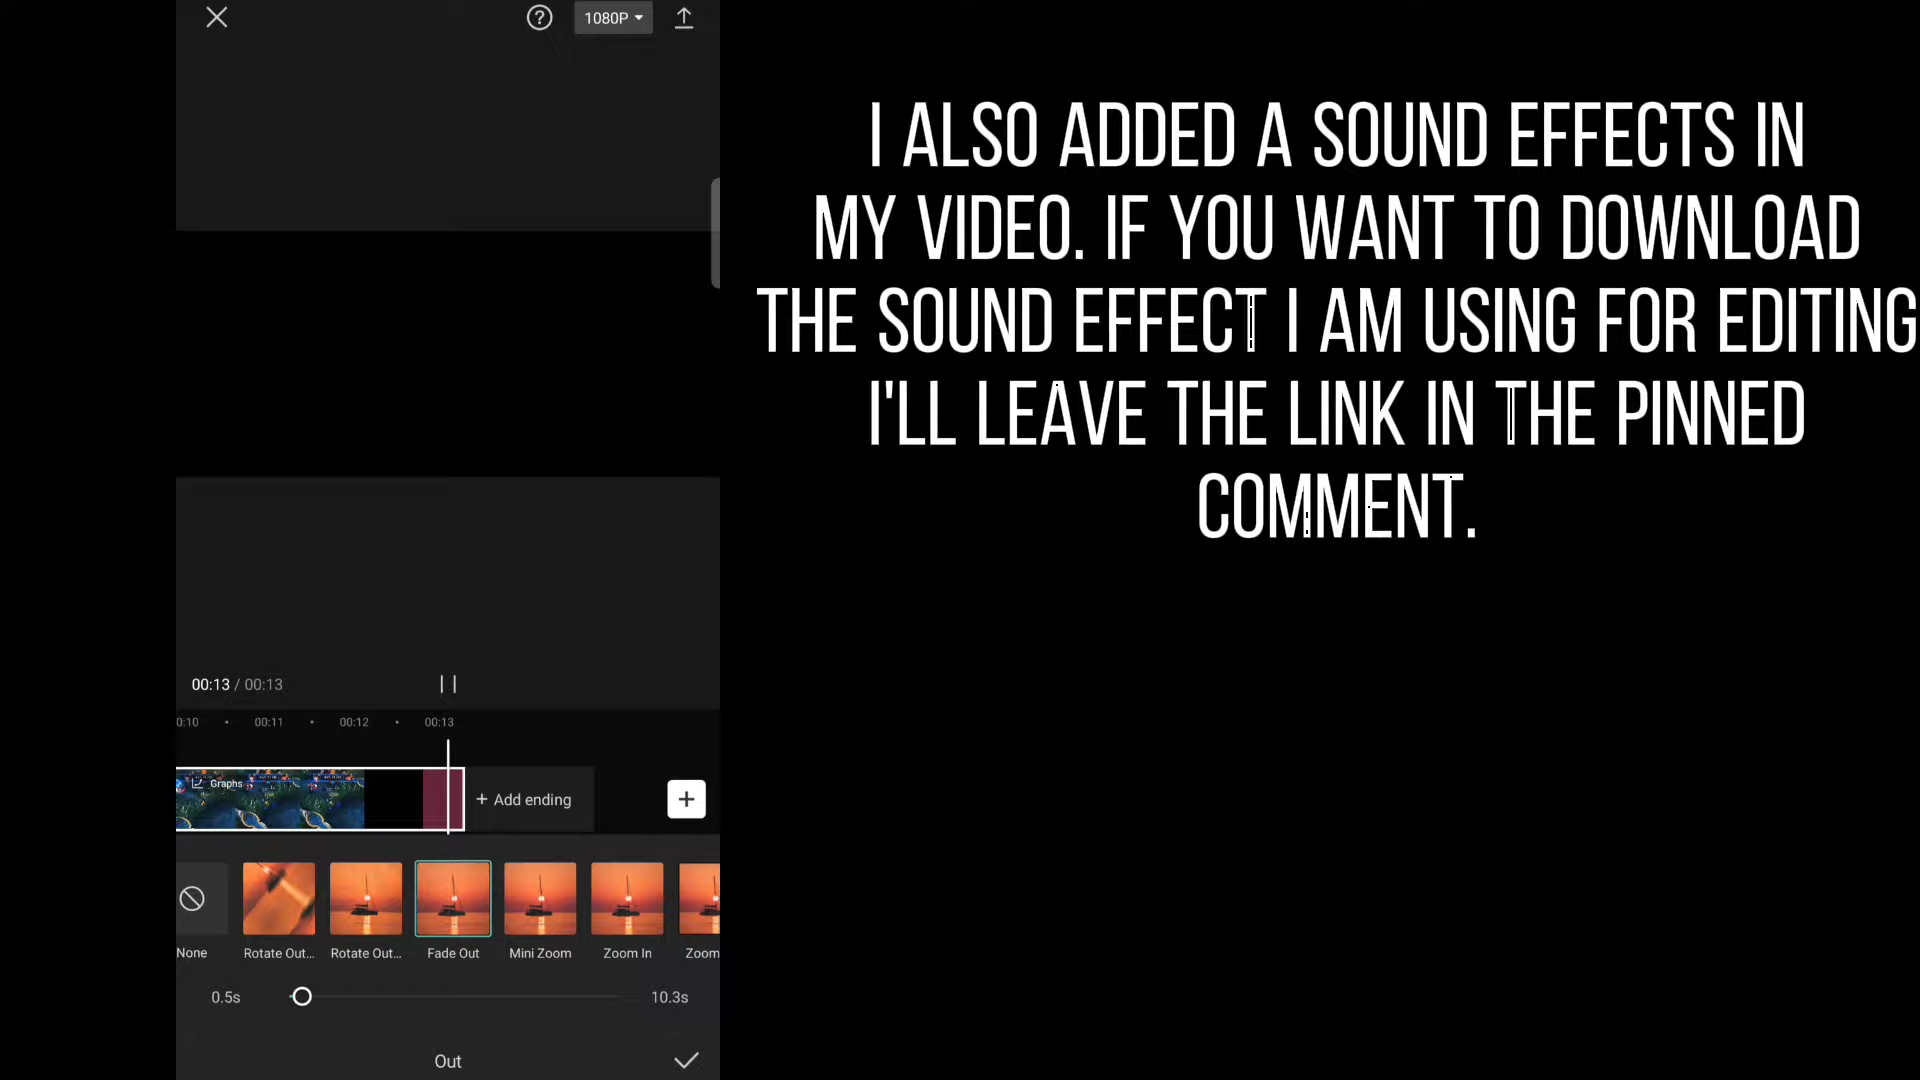 1080P
I ALSO ADDED A SOUND EFFECTS IN
MY VIDEO. IF YOU WANT TO DOWNLOAD
THE SOUND EFFECT I AM USING FOR EDITING
I'LL LEAVE THE LINK IN THE PINNED
COMMENT.
00:13 / 00:13
0:10 00:11 00:12 00:13
Graphs
+ Add ending
None Rotate Out... Rotate Out... Fade Out Mini Zoom Zoom In Zoom
0.5s 10.3s
Out